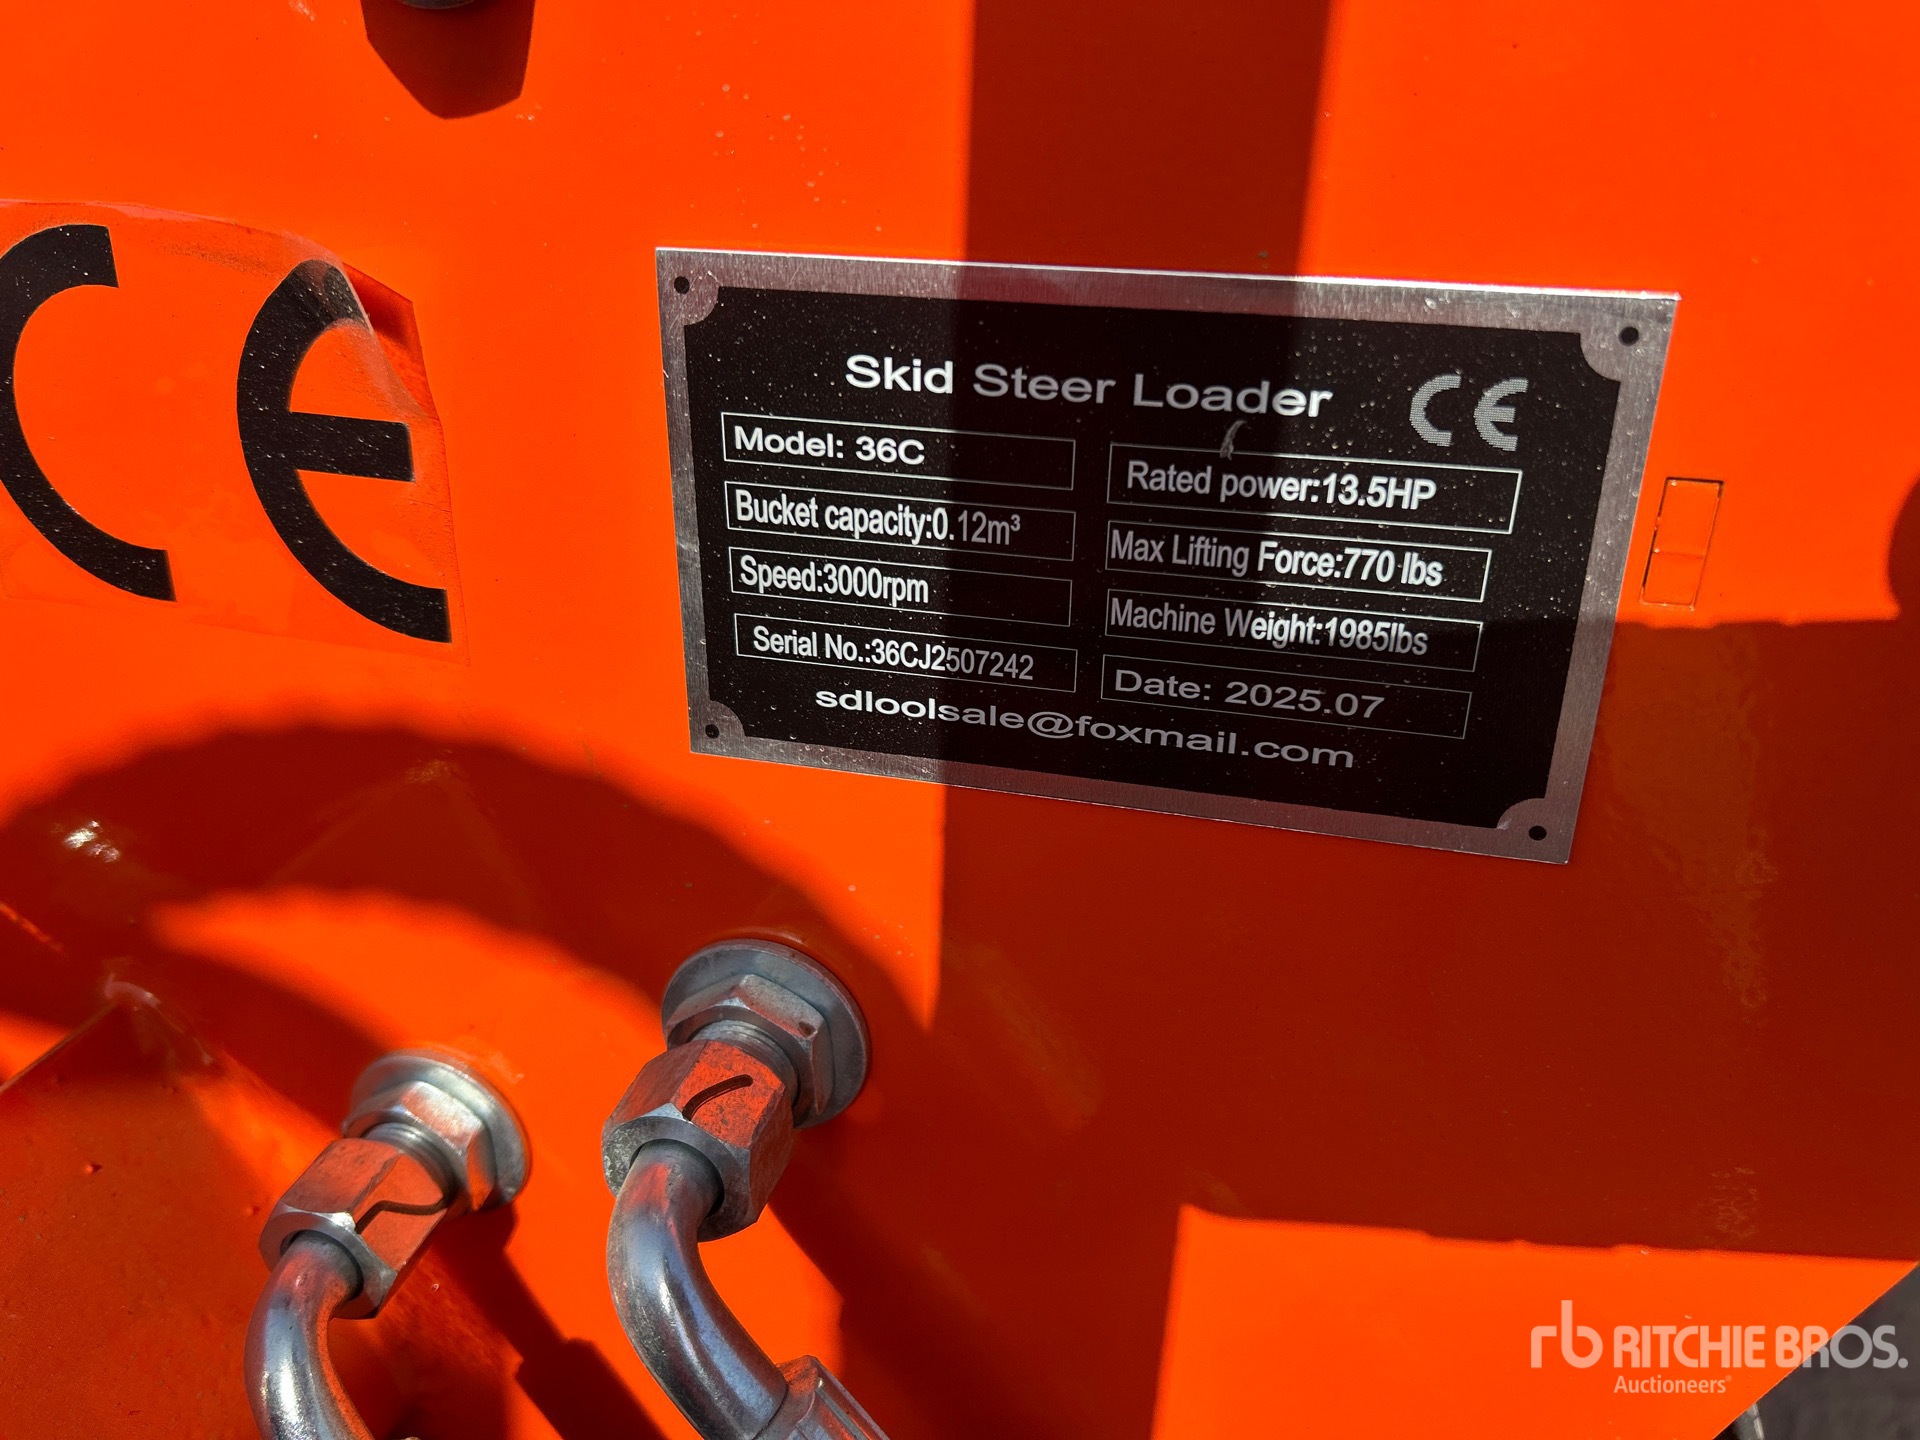 CE
Skid Steer Loader CE
Model: 36C
Rated power:13.5HP
Bucket capacity:0.12m³
Max Lifting Force:770 lbs
Speed:3000rpm
Machine Weight:1985lbs
Serial No.:36CJ2507242
Date: 2025.07
sdloolsale@foxmail.com
rb RITCHIE BROS.
Auctioneers